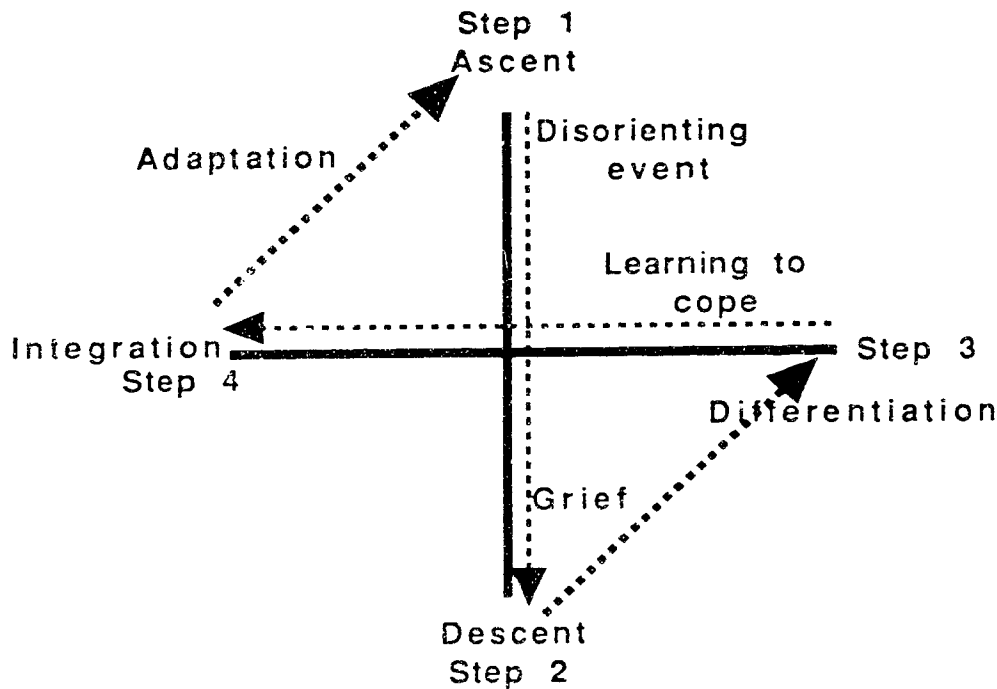 Step 1
Ascent
Disorienting
event
Adaptation
Learning to
cope
Integration
Step 4
Step 3
Differentiation
Grief
Descent
Step 2